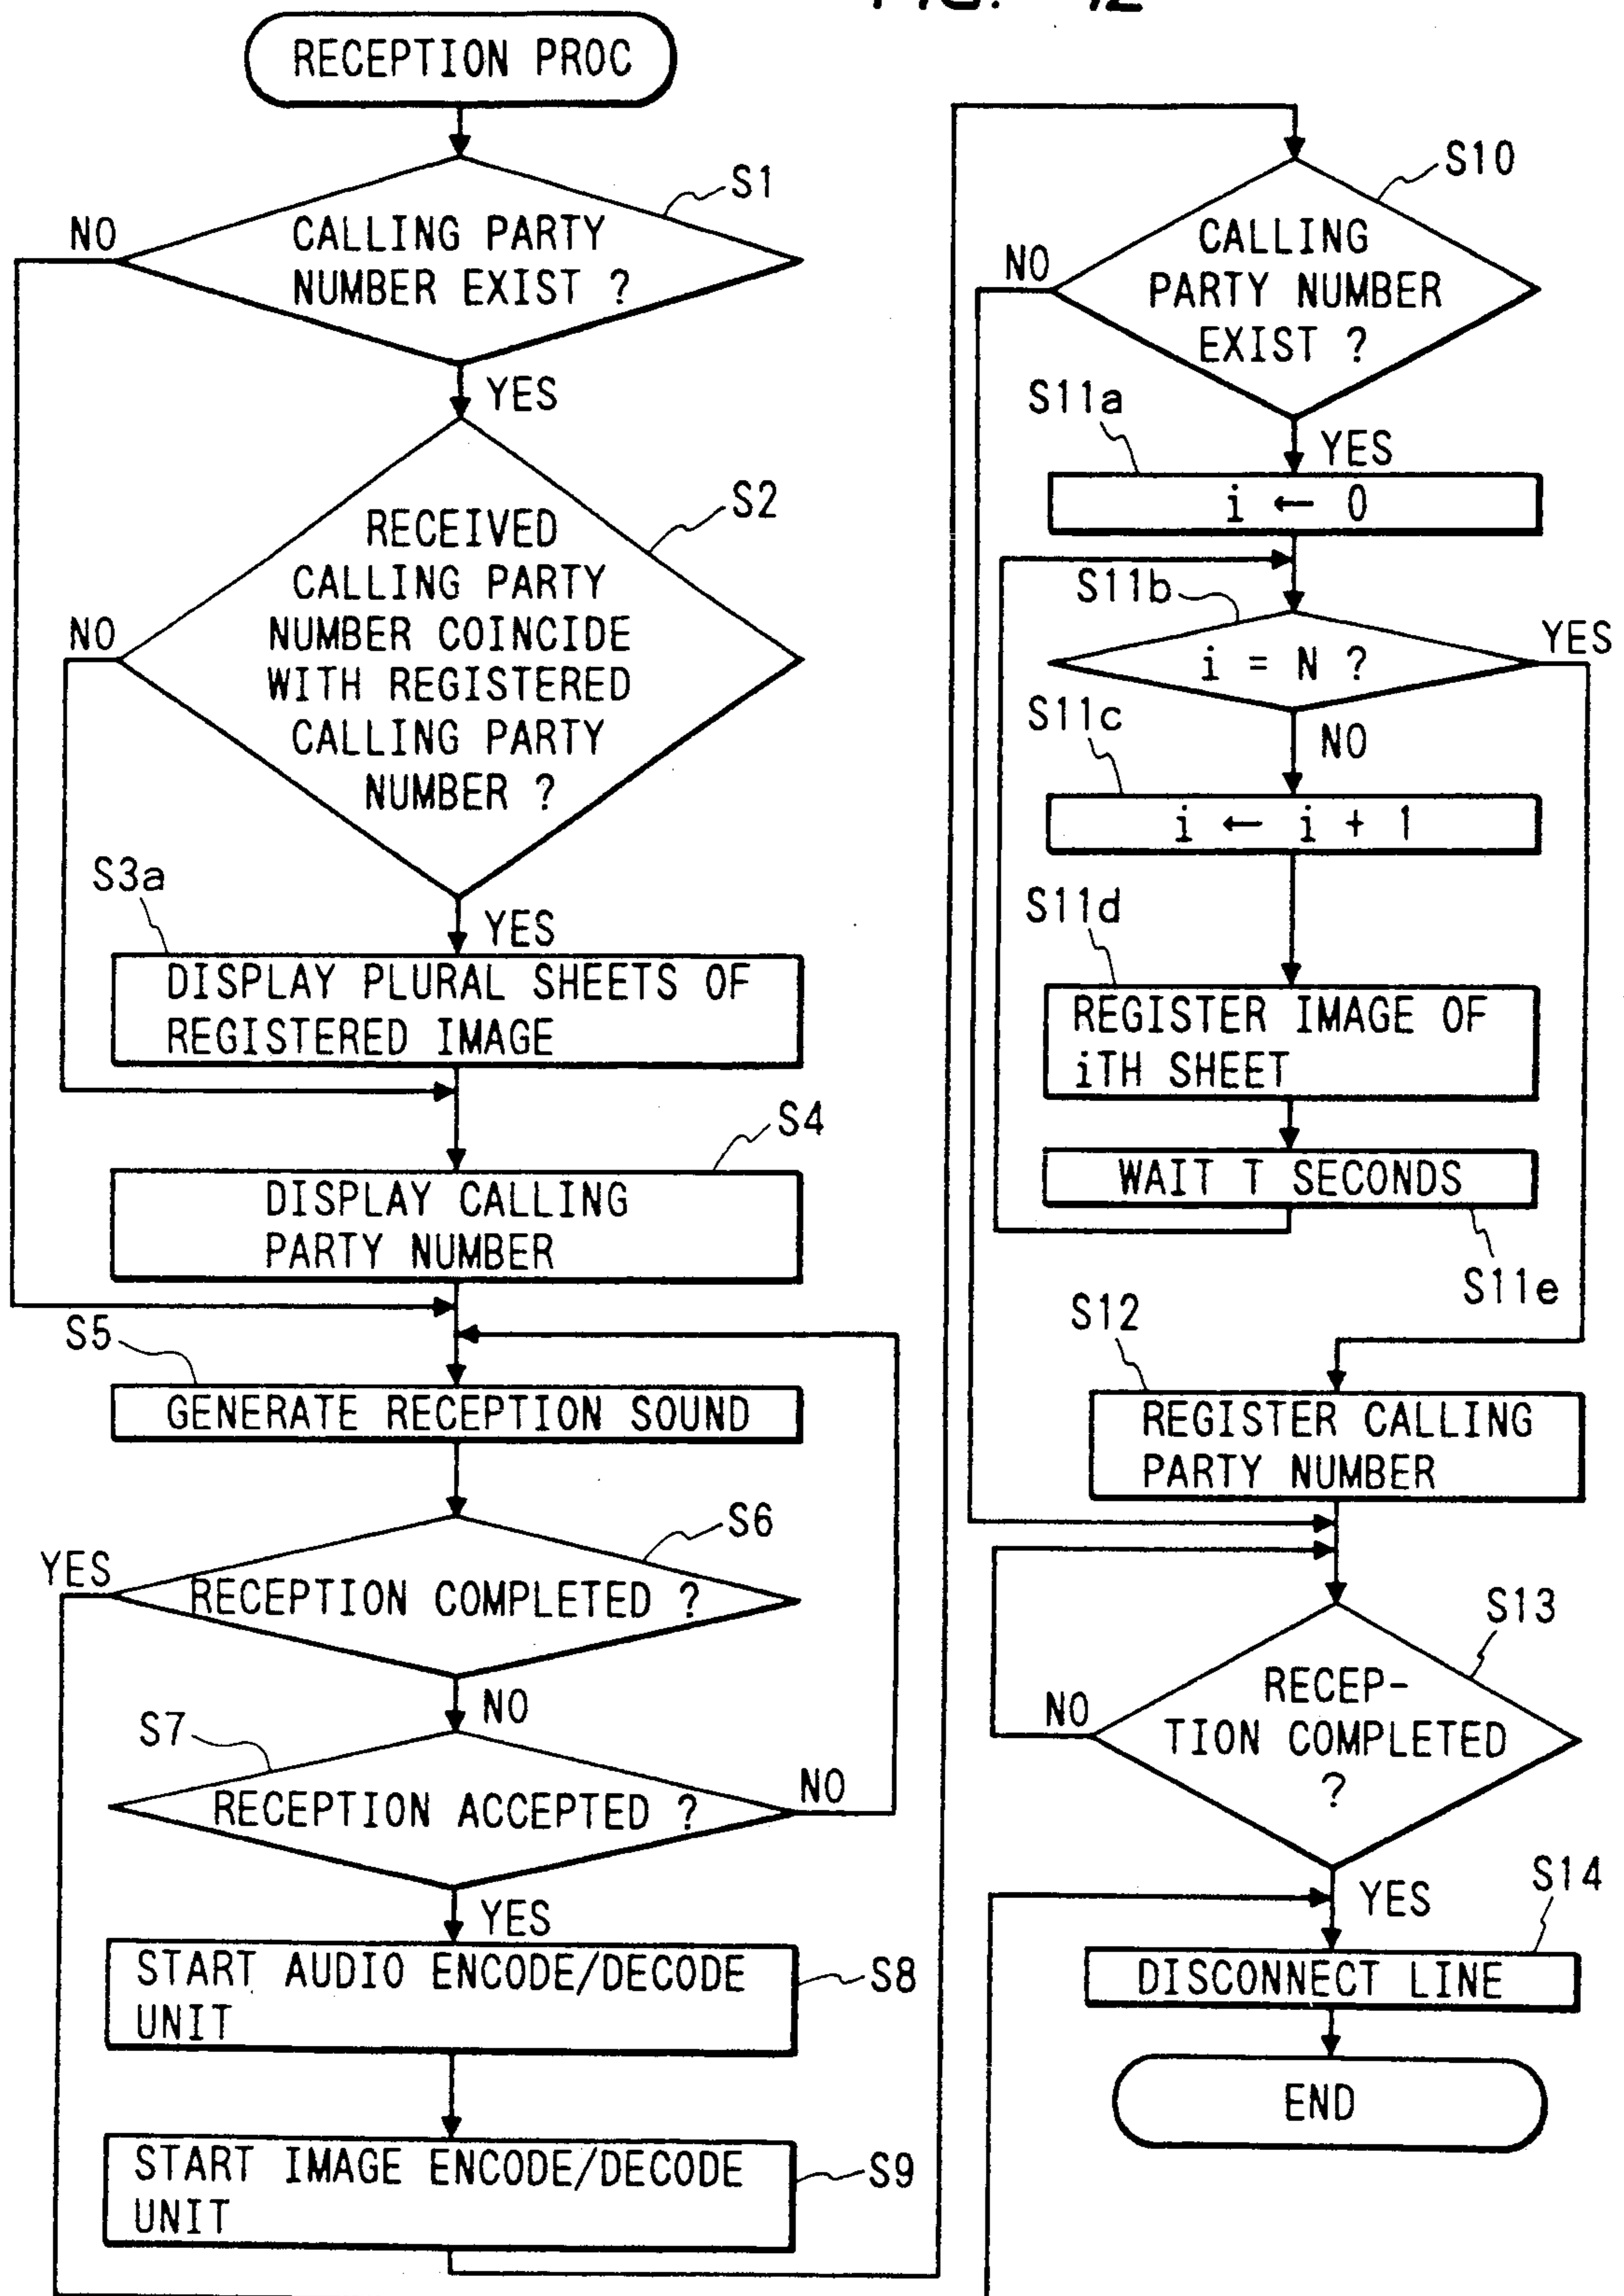 RECEPTION PROC
S1
CALLING PARTY
NUMBER EXIST ?
NO
YES
S2
RECEIVED
CALLING PARTY
NUMBER COINCIDE
WITH REGISTERED
CALLING PARTY
NUMBER ?
NO
YES
S3a
DISPLAY PLURAL SHEETS OF
REGISTERED IMAGE
S4
DISPLAY CALLING
PARTY NUMBER
S5
GENERATE RECEPTION SOUND
S6
YES
RECEPTION COMPLETED ?
NO
S7
RECEPTION ACCEPTED ?
NO
YES
START AUDIO ENCODE/DECODE
UNIT
S8
START IMAGE ENCODE/DECODE
UNIT
S9
S10
CALLING
PARTY NUMBER
EXIST ?
NO
YES
S11a
i ← 0
S11b
i = N ?
YES
NO
S11c
i ← i + 1
S11d
REGISTER IMAGE OF
iTH SHEET
WAIT T SECONDS
S11e
S12
REGISTER CALLING
PARTY NUMBER
S13
RECEP-
TION COMPLETED
?
NO
YES
S14
DISCONNECT LINE
END